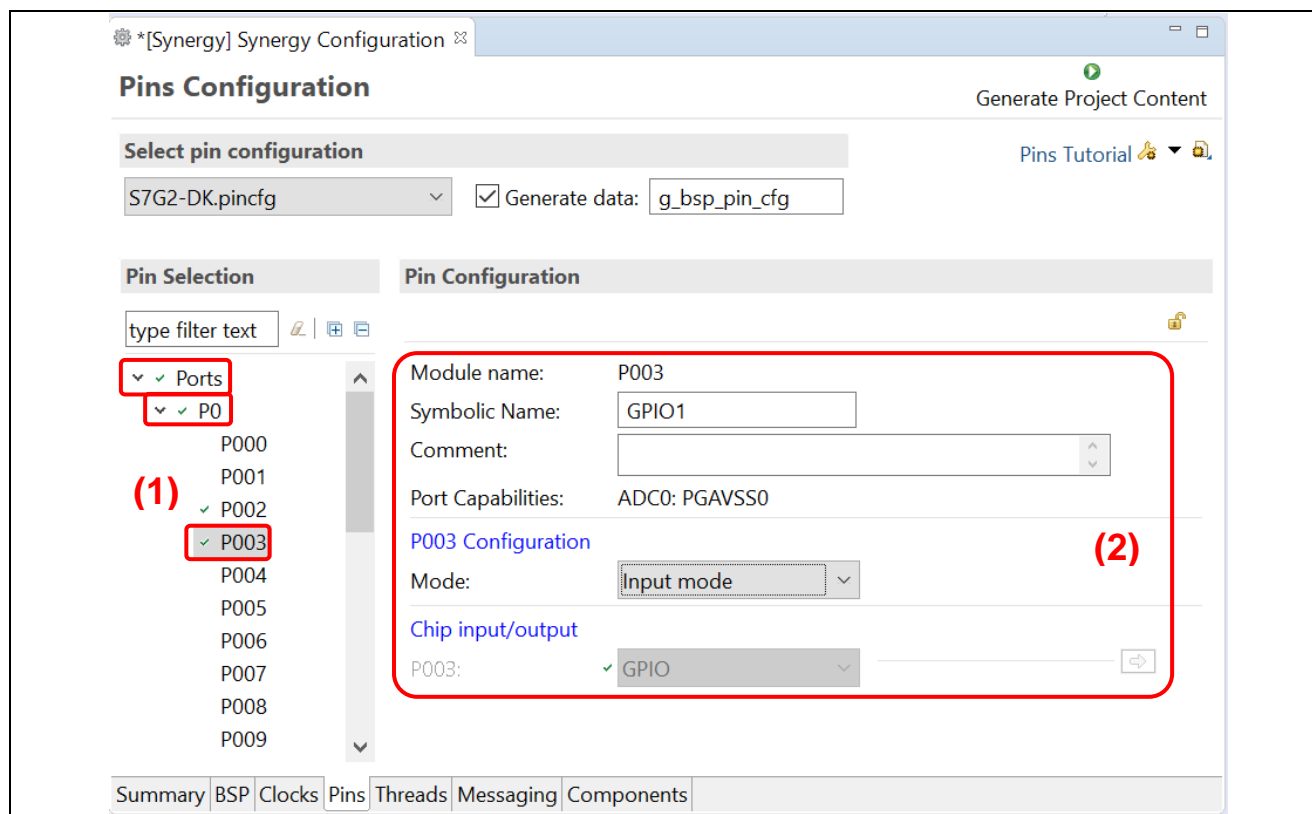 *[Synergy] Synergy Configuration
Pins Configuration
Generate Project Content
Select pin configuration
Pins Tutorial
S7G2-DK.pincfg
Generate data: g_bsp_pin_cfg
Pin Selection
Pin Configuration
type filter text
Ports
P0
P000
P001
P002
P003
P004
P005
P006
P007
P008
P009
(1)
Module name: P003
Symbolic Name: GPIO1
Comment:
Port Capabilities: ADC0: PGAVSS0
P003 Configuration
(2)
Mode: Input mode
Chip input/output
P003: GPIO
Summary BSP Clocks Pins Threads Messaging Components